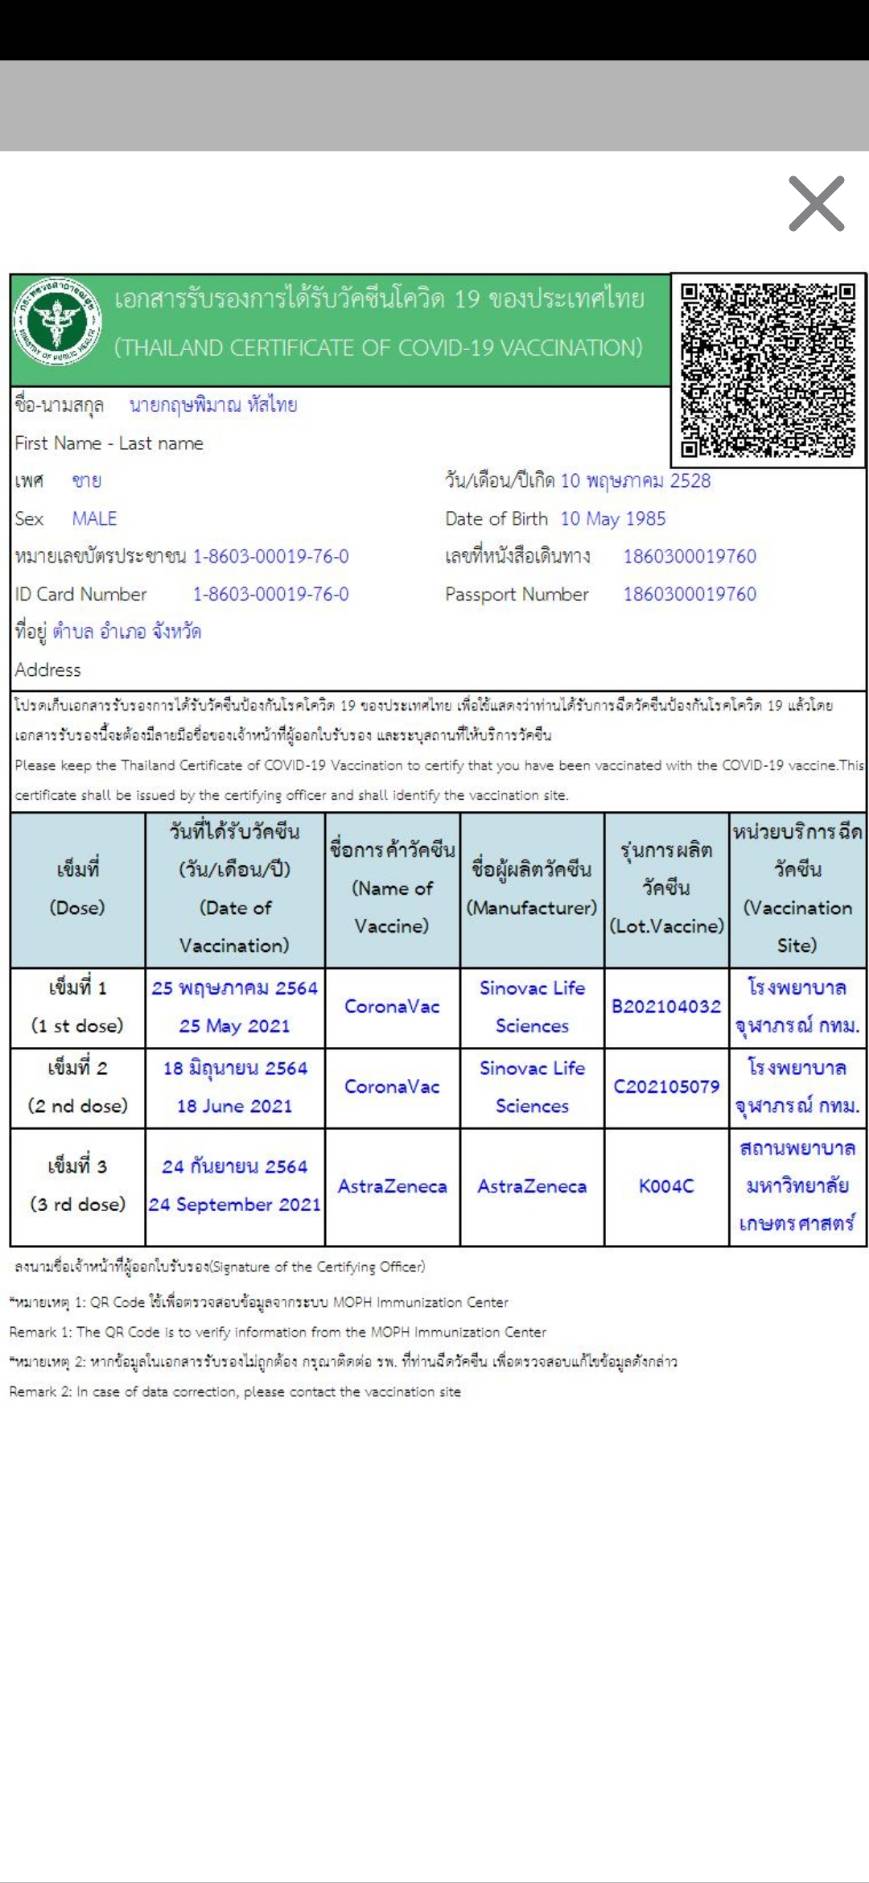 เอกสารรับรองการได้รับวัคซีนโควิด 19 ของประเทศไทย
(THAILAND CERTIFICATE OF COVID-19 VACCINATION)
ชื่อ-นามสกุล นายกฤษพิมาณ หัสไทย
First Name - Last name
เพศ ชาย วัน/เดือน/ปีเกิด 10 พฤษภาคม 2528
Sex MALE Date of Birth 10 May 1985
หมายเลขบัตรประชาชน 1-8603-00019-76-0 เลขที่หนังสือเดินทาง 1860300019760
ID Card Number 1-8603-00019-76-0 Passport Number 1860300019760
ที่อยู่ ตำบล อำเภอ จังหวัด
Address
โปรดเก็บเอกสารรับรองการได้รับวัคซีนป้องกันโรคโควิด 19 ของประเทศไทย เพื่อใช้แสดงว่าท่านได้รับการฉีดวัคซีนป้องกันโรคโควิด 19 แล้วโดย
เอกสารรับรองนี้จะต้องมีลายมือชื่อของเจ้าหน้าที่ผู้ออกใบรับรอง และระบุสถานที่ให้บริการวัคซีน
Please keep the Thailand Certificate of COVID-19 Vaccination to certify that you have been vaccinated with the COVID-19 vaccine.This
certificate shall be issued by the certifying officer and shall identify the vaccination site.
เข็มที่
(Dose)
วันที่ได้รับวัคซีน
(วัน/เดือน/ปี)
(Date of
Vaccination)
ชื่อการค้าวัคซีน
(Name of
Vaccine)
ชื่อผู้ผลิตวัคซีน
(Manufacturer)
รุ่นการผลิต
วัคซีน
(Lot.Vaccine)
หน่วยบริการฉีด
วัคซีน
(Vaccination
Site)
เข็มที่ 1
(1 st dose)
25 พฤษภาคม 2564
25 May 2021
CoronaVac
Sinovac Life
Sciences
B202104032
โรงพยาบาล
จุฬาภรณ์ กทม.
เข็มที่ 2
(2 nd dose)
18 มิถุนายน 2564
18 June 2021
CoronaVac
Sinovac Life
Sciences
C202105079
โรงพยาบาล
จุฬาภรณ์ กทม.
เข็มที่ 3
(3 rd dose)
24 กันยายน 2564
24 September 2021
AstraZeneca
AstraZeneca
K004C
สถานพยาบาล
มหาวิทยาลัย
เกษตรศาสตร์
ลงนามชื่อเจ้าหน้าที่ผู้ออกใบรับรอง(Signature of the Certifying Officer)
*หมายเหตุ 1: QR Code ใช้เพื่อตรวจสอบข้อมูลจากระบบ MOPH Immunization Center
Remark 1: The QR Code is to verify information from the MOPH Immunization Center
*หมายเหตุ 2: หากข้อมูลในเอกสารรับรองไม่ถูกต้อง กรุณาติดต่อ รพ. ที่ท่านฉีดวัคซีน เพื่อตรวจสอบแก้ไขข้อมูลดังกล่าว
Remark 2: In case of data correction, please contact the vaccination site